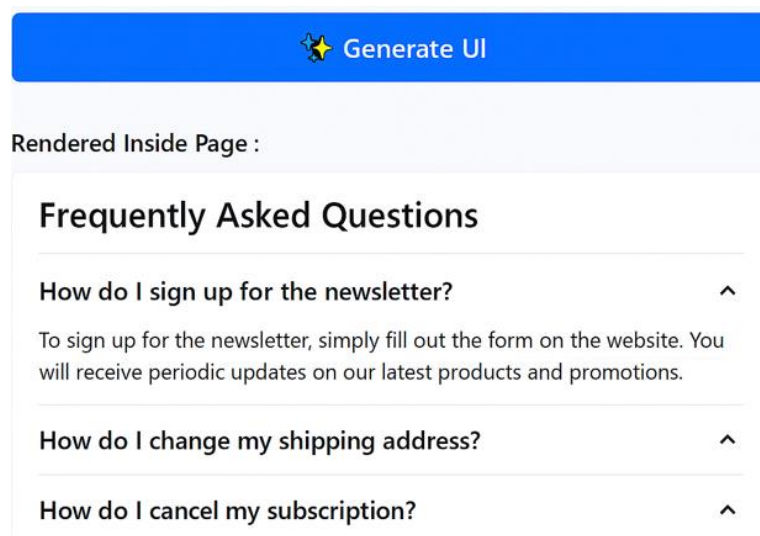 Generate UI
Rendered Inside Page :
Frequently Asked Questions
How do I sign up for the newsletter?
To sign up for the newsletter, simply fill out the form on the website. You
will receive periodic updates on our latest products and promotions.
How do I change my shipping address?
How do I cancel my subscription?